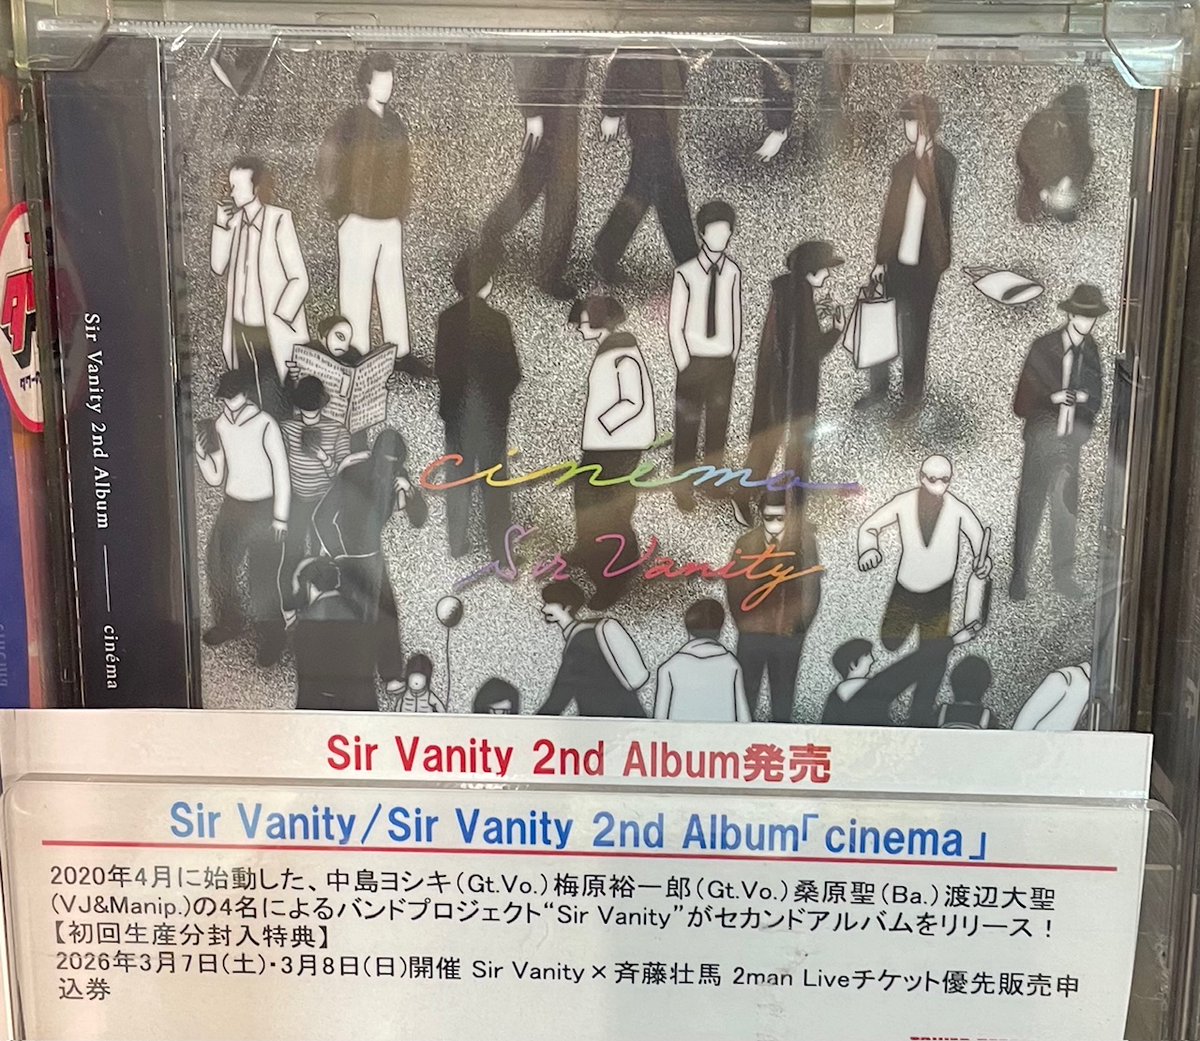 Sir Vanity 2nd Album —— cinéma
cinéma
Sir Vanity
Sir Vanity 2nd Album発売
Sir Vanity/Sir Vanity 2nd Album「cinema」
2020年4月に始動した、中島ヨシキ(Gt.Vo.)梅原裕一郎(Gt.Vo.)桑原聖(Ba.)渡辺大聖
(VJ&Manip.)の4名によるバンドプロジェクト“Sir Vanity”がセカンドアルバムをリリース！
【初回生産分封入特典】
2026年3月7日(土)・3月8日(日)開催 Sir Vanity×斉藤壮馬 2man Liveチケット優先販売申
込券